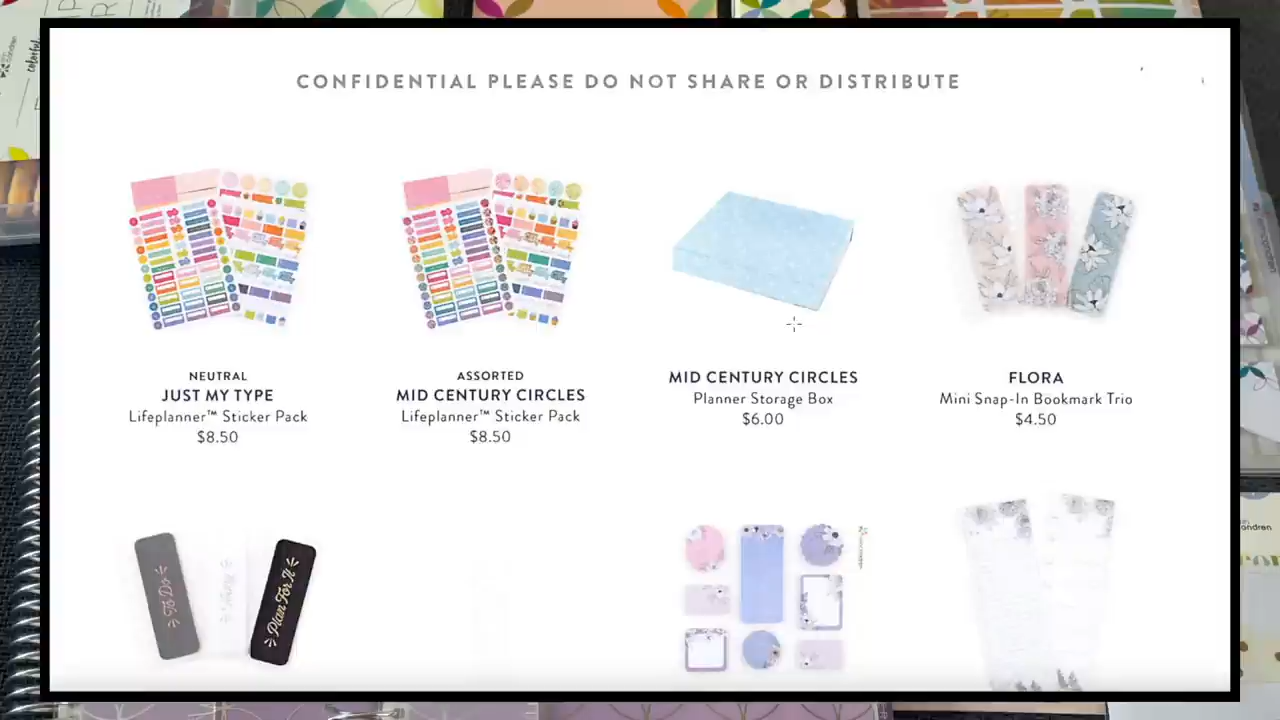 CONFIDENTIAL PLEASE DO NOT SHARE OR DISTRIBUTE
NEUTRAL
JUST MY TYPE
Lifeplanner™ Sticker Pack
$8.50
ASSORTED
MID CENTURY CIRCLES
Lifeplanner™ Sticker Pack
$8.50
MID CENTURY CIRCLES
Planner Storage Box
$6.00
FLORA
Mini Snap-In Bookmark Trio
$4.50
To Do
Plan For It
colorful
condren